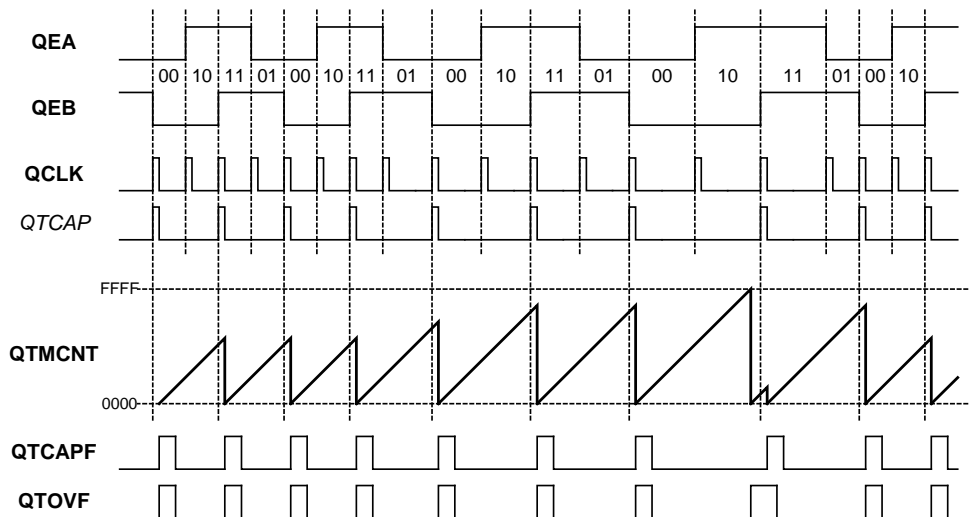 QEA
00 10 11 01 00 10 11 01 00 10 11 01 00 10 11 01 00 10
QEB
QCLK
QTCAP
FFFF
QTMCNT
0000
QTCAPF
QTOVF